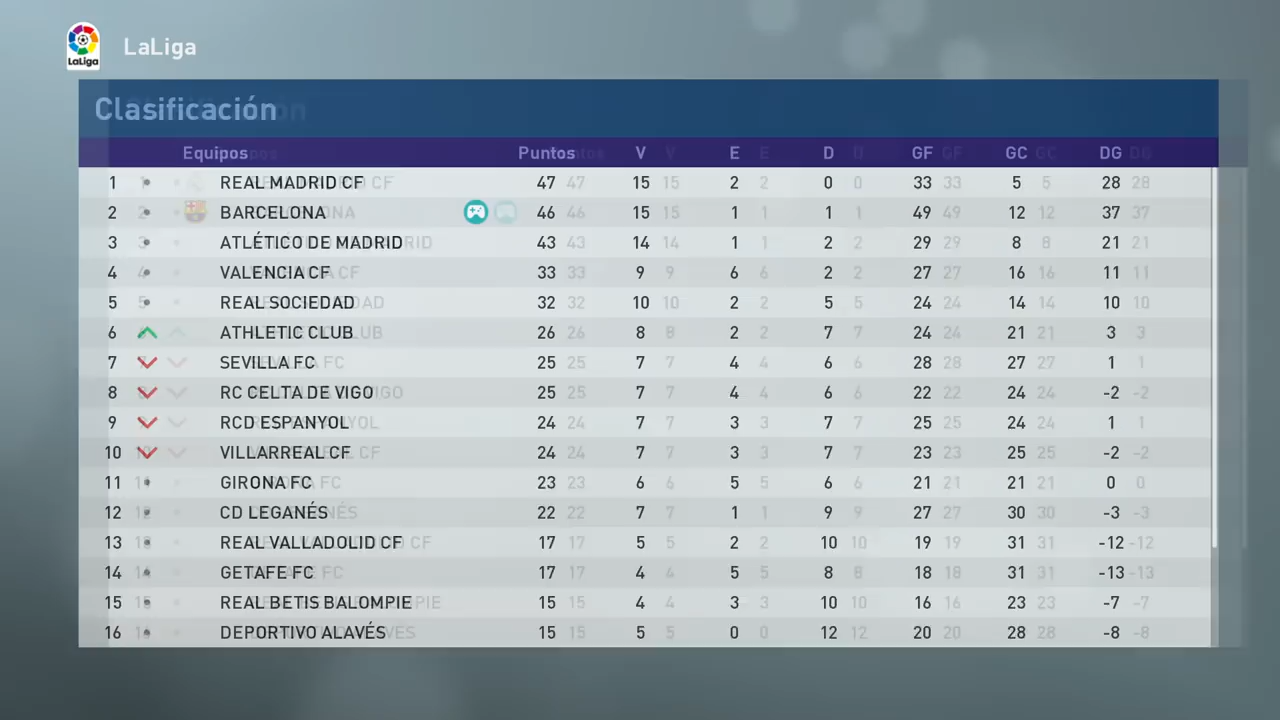 LaLiga
LaLiga
Clasificación
Equipos Puntos V E D GF GC DG
1 REAL MADRID CF 47 15 2 0 33 5 28
2 BARCELONA 46 15 1 1 49 12 37
3 ATLÉTICO DE MADRID 43 14 1 2 29 8 21
4 VALENCIA CF 33 9 6 2 27 16 11
5 REAL SOCIEDAD 32 10 2 5 24 14 10
6 ATHLETIC CLUB 26 8 2 7 24 21 3
7 SEVILLA FC 25 7 4 6 28 27 1
8 RC CELTA DE VIGO 25 7 4 6 22 24 -2
9 RCD ESPANYOL 24 7 3 7 25 24 1
10 VILLARREAL CF 24 7 3 7 23 25 -2
11 GIRONA FC 23 6 5 6 21 21 0
12 CD LEGANÉS 22 7 1 9 27 30 -3
13 REAL VALLADOLID CF 17 5 2 10 19 31 -12
14 GETAFE FC 17 4 5 8 18 31 -13
15 REAL BETIS BALOMPIE 15 4 3 10 16 23 -7
16 DEPORTIVO ALAVÉS 15 5 0 12 20 28 -8